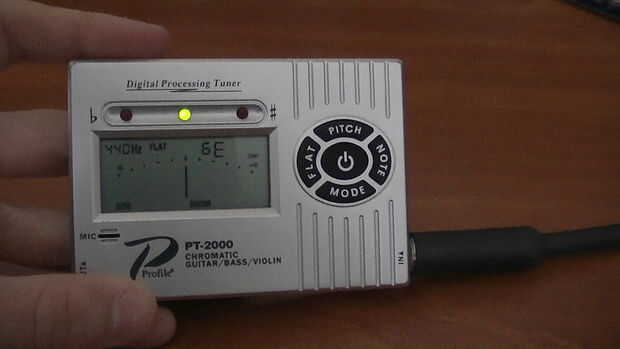 Digital Processing Tuner
♭ ♯
440Hz FLAT 6E
PITCH
FLAT
NOTE
MODE
MIC
P
Profile
PT-2000
CHROMATIC
GUITAR/BASS/VIOLIN
IN